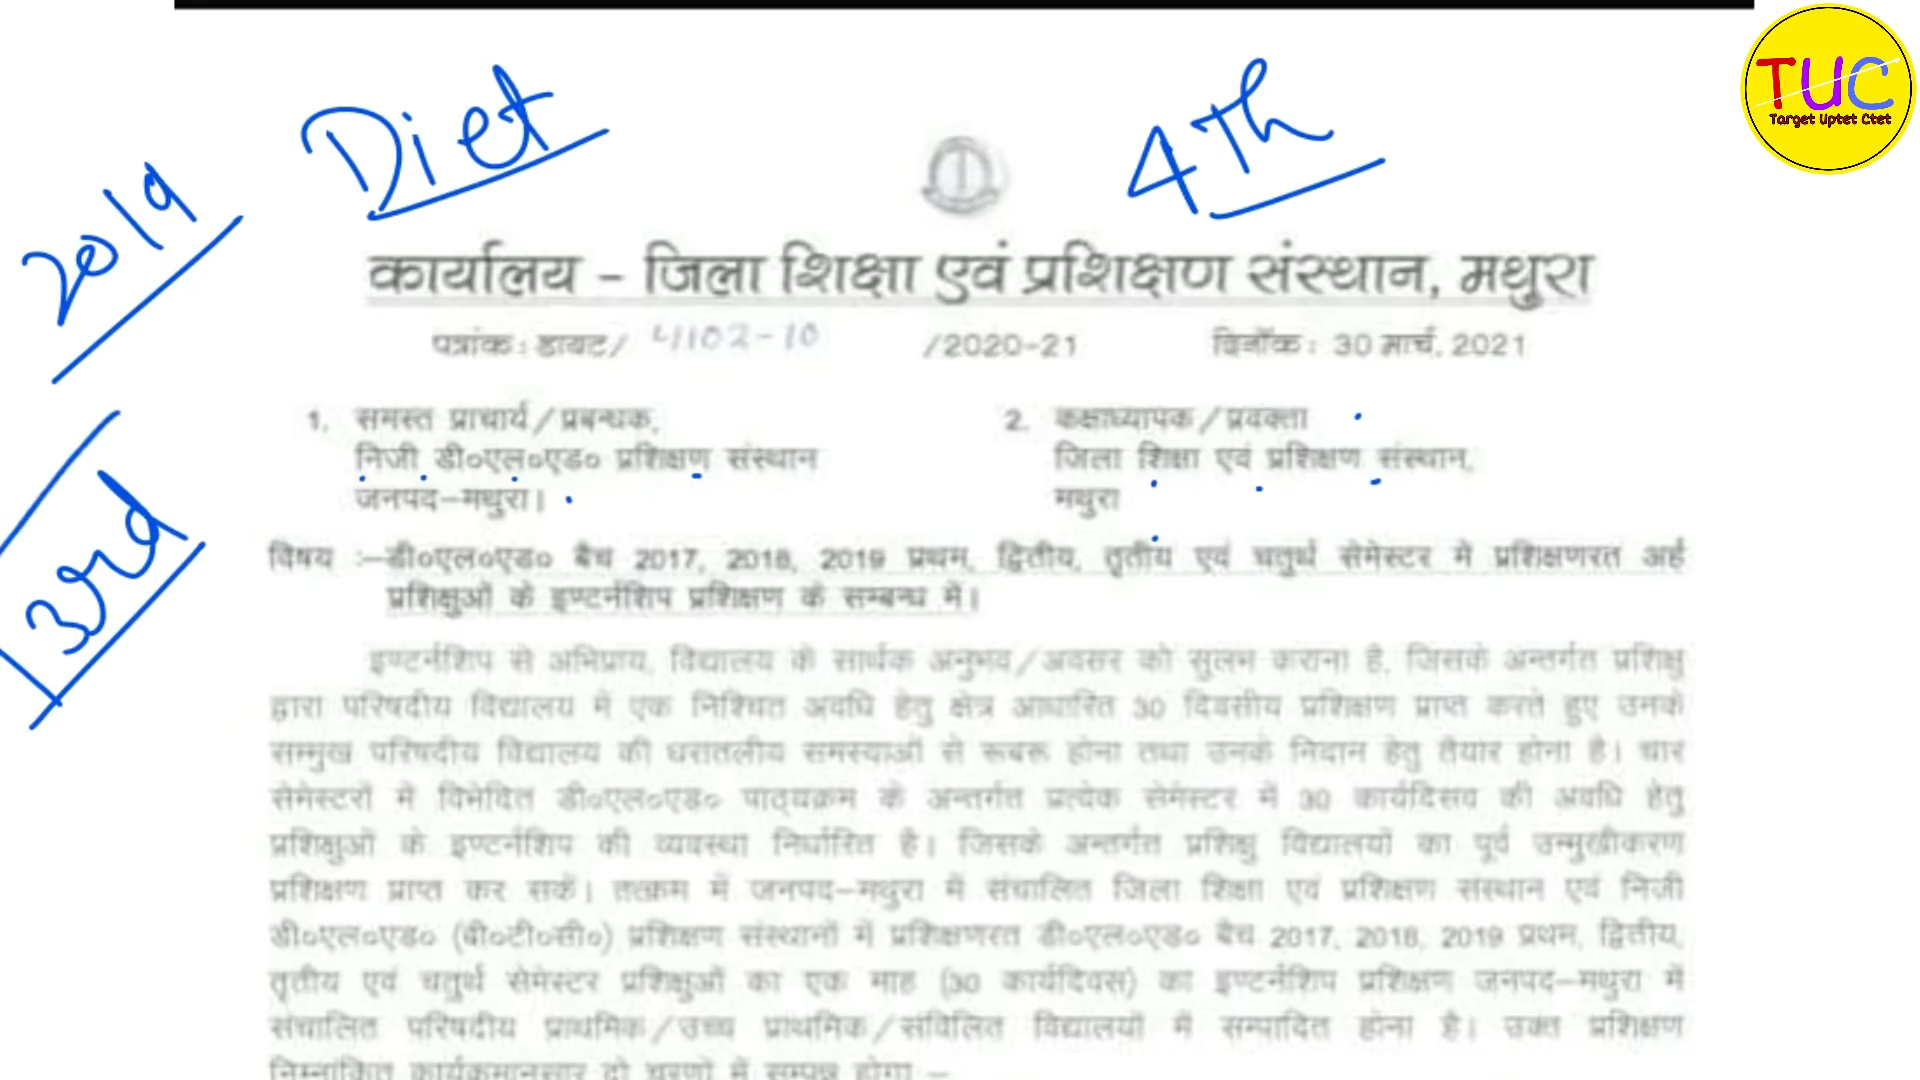 TUC
Target Uptet Ctet
2019
Diet
4Th
3rd
कार्यालय - जिला शिक्षा एवं प्रशिक्षण संस्थान, मथुरा
पत्रांक: डायट/ 4102-10 /2020-21 दिनाँक: 30 मार्च, 2021
1. समस्त प्राचार्य/प्रबन्धक,
निजी डी०एल०एड० प्रशिक्षण संस्थान
जनपद-मथुरा।
2. कक्षाध्यापक/प्रवक्ता
जिला शिक्षा एवं प्रशिक्षण संस्थान,
मथुरा
विषय :-डी०एल०एड० बैच 2017, 2018, 2019 प्रथम, द्वितीय, तृतीय एवं चतुर्थ सेमेस्टर में प्रशिक्षणरत अर्ह
प्रशिक्षुओं के इण्टर्नशिप प्रशिक्षण के सम्बन्ध में।
इण्टर्नशिप से अभिप्राय, विद्यालय के सार्थक अनुभव/अवसर को सुलभ कराना है, जिसके अन्तर्गत प्रशिक्षु
द्वारा परिषदीय विद्यालय में एक निश्चित अवधि हेतु क्षेत्र आधारित 30 दिवसीय प्रशिक्षण प्राप्त करते हुए उनके
सम्मुख परिषदीय विद्यालय की धरातलीय समस्याओं से रूबरू होना तथा उनके निदान हेतु तैयार होना है। चार
सेमेस्टरों में विभेदित डी०एल०एड० पाठ्यक्रम के अन्तर्गत प्रत्येक सेमेस्टर में 30 कार्यदिसव की अवधि हेतु
प्रशिक्षुओं के इण्टर्नशिप की व्यवस्था निर्धारित है। जिसके अन्तर्गत प्रशिक्षु विद्यालयों का पूर्व उन्मुखीकरण
प्रशिक्षण प्राप्त कर सकें। तत्क्रम में जनपद-मथुरा में संचालित जिला शिक्षा एवं प्रशिक्षण संस्थान एवं निजी
डी०एल०एड० (बी०टी०सी०) प्रशिक्षण संस्थानों में प्रशिक्षणरत डी०एल०एड० बैच 2017, 2018, 2019 प्रथम, द्वितीय,
तृतीय एवं चतुर्थ सेमेस्टर प्रशिक्षुओं का एक माह (30 कार्यदिवस) का इण्टर्नशिप प्रशिक्षण जनपद-मथुरा में
संचालित परिषदीय प्राथमिक/उच्च प्राथमिक/संविलित विद्यालयों में सम्पादित होना है। उक्त प्रशिक्षण
निम्नांकित कार्यक्रमानुसार दो चरणों में सम्पन्न होगा -